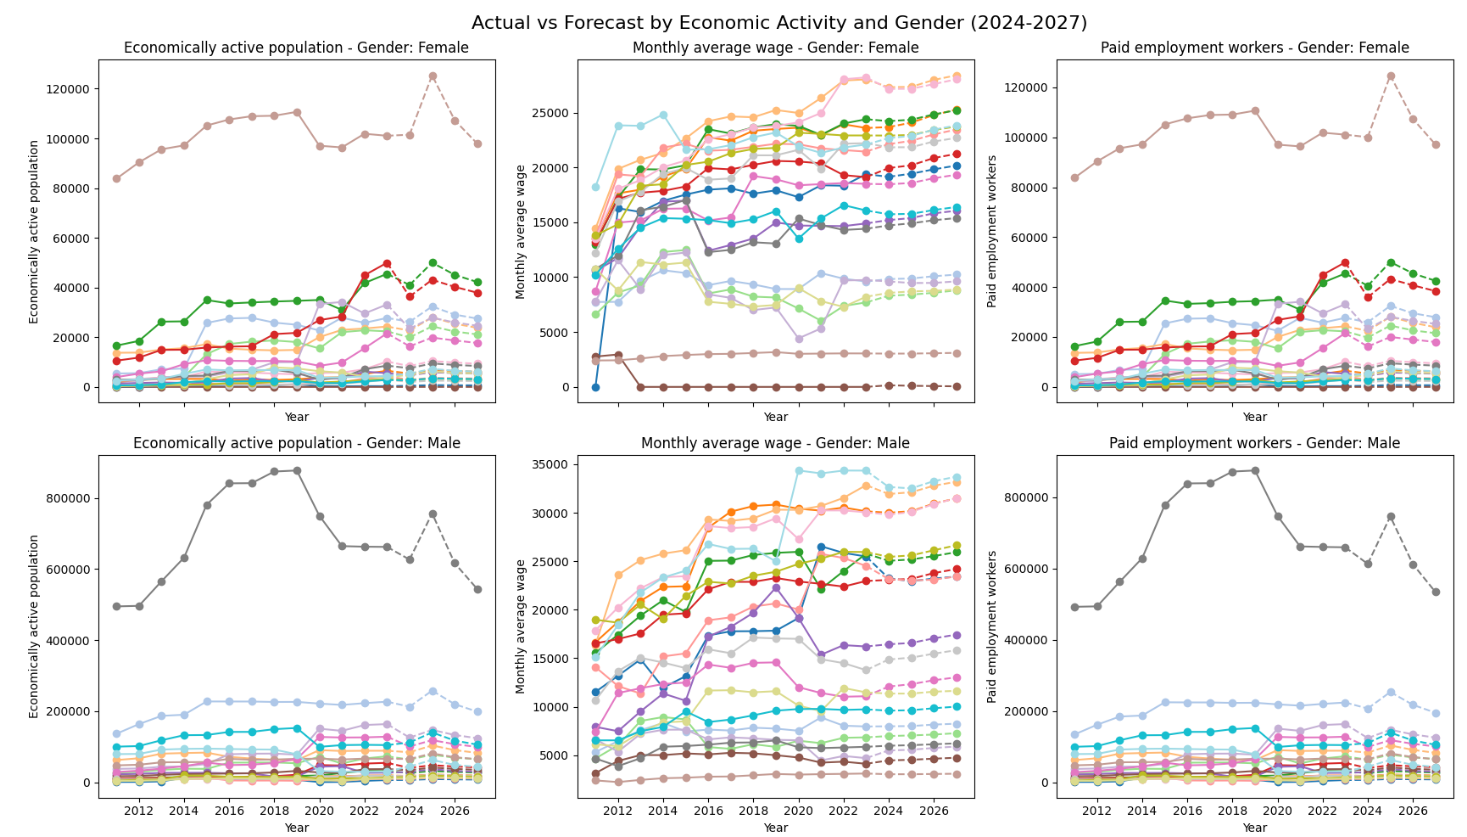 Actual vs Forecast by Economic Activity and Gender (2024-2027)
Economically active population - Gender: Female
Monthly average wage - Gender: Female
Paid employment workers - Gender: Female
Economically active population
120000
100000
80000
60000
40000
20000
0
Year
Monthly average wage
25000
20000
15000
10000
5000
0
Year
Paid employment workers
120000
100000
80000
60000
40000
20000
0
Year
Economically active population - Gender: Male
Monthly average wage - Gender: Male
Paid employment workers - Gender: Male
Economically active population
800000
600000
400000
200000
0
2012 2014 2016 2018 2020 2022 2024 2026
Year
Monthly average wage
35000
30000
25000
20000
15000
10000
5000
2012 2014 2016 2018 2020 2022 2024 2026
Year
Paid employment workers
800000
600000
400000
200000
0
2012 2014 2016 2018 2020 2022 2024 2026
Year